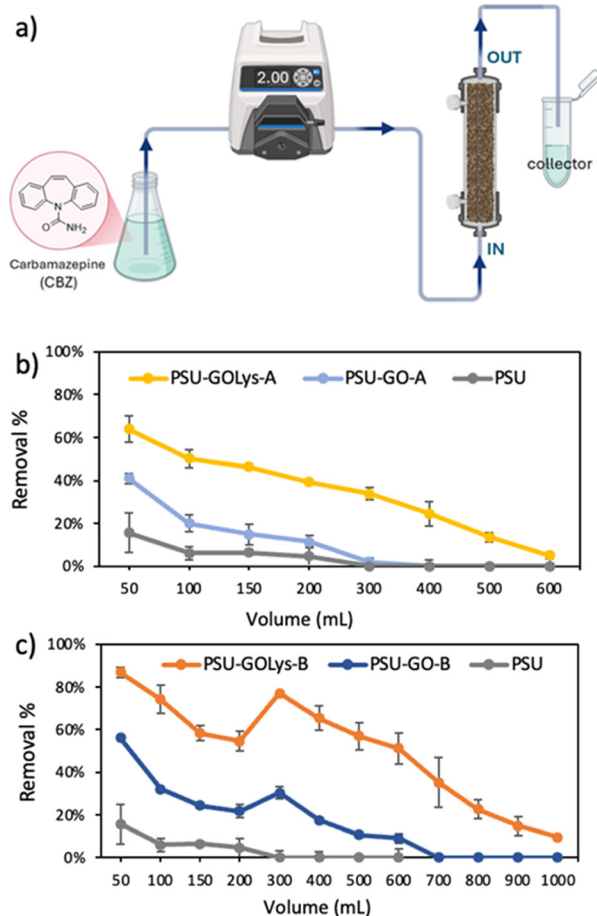 a)
2.00
OUT
collector
IN
N
O
NH₂
Carbamazepine
(CBZ)
b)
PSU-GOLys-A PSU-GO-A PSU
Removal %
100%
80%
60%
40%
20%
0%
50 100 150 200 300 400 500 600
Volume (mL)
c)
PSU-GOLys-B PSU-GO-B PSU
Removal %
100%
80%
60%
40%
20%
0%
50 100 150 200 300 400 500 600 700 800 900 1000
Volume (mL)